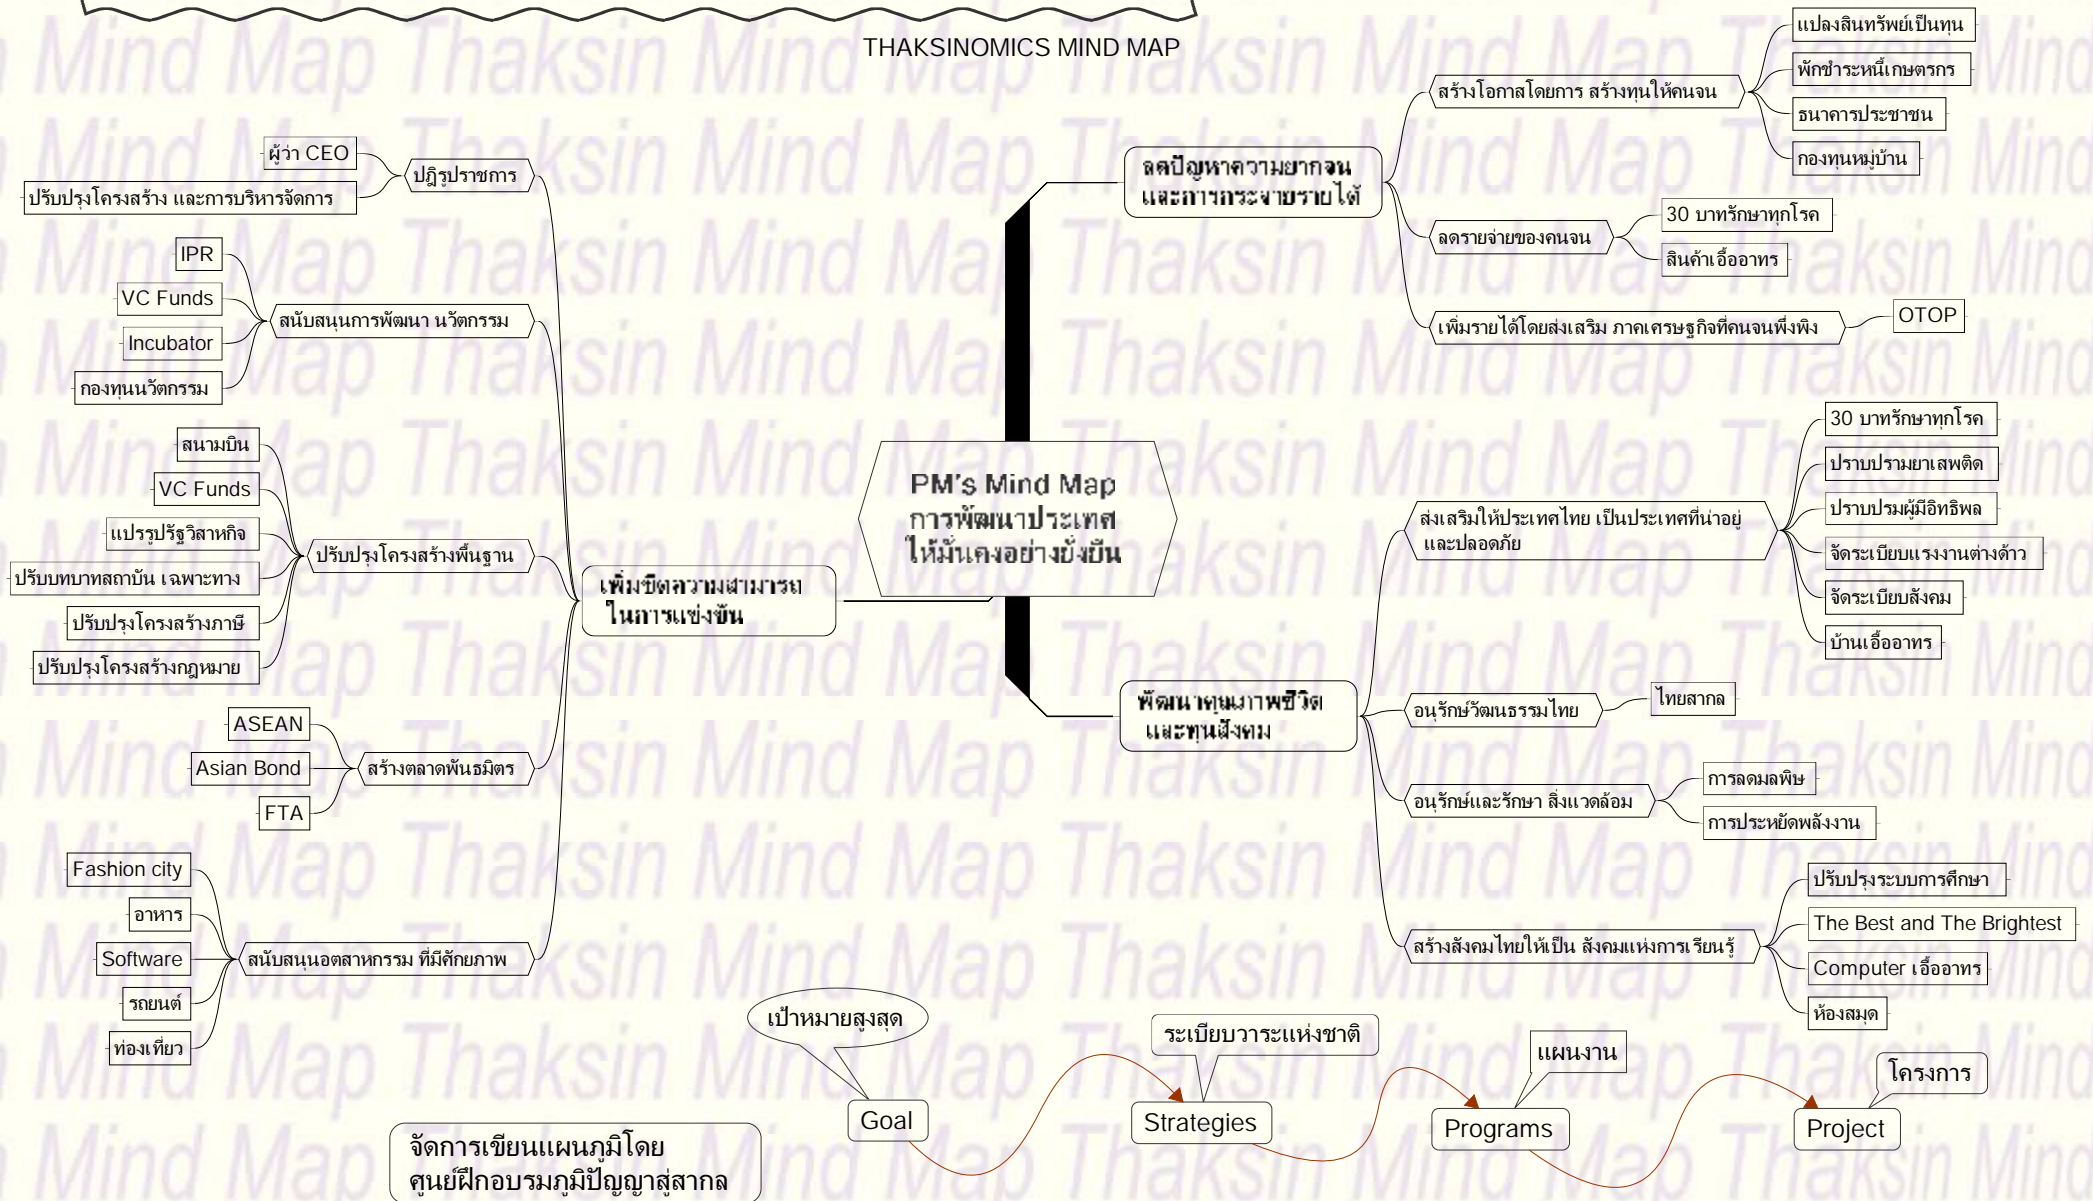 THAKSINOMICS MIND MAP
PM's Mind Map
การพัฒนาประเทศ
ให้มั่นคงอย่างยั่งยืน
ลดปัญหาความยากจน
และการกระจายรายได้
สร้างโอกาสโดยการ สร้างทุนให้คนจน
แปลงสินทรัพย์เป็นทุน
พักชำระหนี้เกษตรกร
ธนาคารประชาชน
กองทุนหมู่บ้าน
ลดรายจ่ายของคนจน
30 บาทรักษาทุกโรค
สินค้าเอื้ออาทร
เพิ่มรายได้โดยส่งเสริม ภาคเศรษฐกิจที่คนจนพึ่งพิง
OTOP
พัฒนาคุณภาพชีวิต
และทุนสังคม
ส่งเสริมให้ประเทศไทย เป็นประเทศที่น่าอยู่
และปลอดภัย
30 บาทรักษาทุกโรค
ปราบปรามยาเสพติด
ปราบปรมผู้มีอิทธิพล
จัดระเบียบแรงงานต่างด้าว
จัดระเบียบสังคม
บ้านเอื้ออาทร
อนุรักษ์วัฒนธรรมไทย
ไทยสากล
อนุรักษ์และรักษา สิ่งแวดล้อม
การลดมลพิษ
การประหยัดพลังงาน
สร้างสังคมไทยให้เป็น สังคมแห่งการเรียนรู้
ปรับปรุงระบบการศึกษา
The Best and The Brightest
Computer เอื้ออาทร
ห้องสมุด
เพิ่มขีดความสามารถ
ในการแข่งขัน
ปฎิรูปราชการ
ผู้ว่า CEO
ปรับปรุงโครงสร้าง และการบริหารจัดการ
สนับสนุนการพัฒนา นวัตกรรม
IPR
VC Funds
Incubator
กองทุนนวัตกรรม
ปรับปรุงโครงสร้างพื้นฐาน
สนามบิน
VC Funds
แปรรูปรัฐวิสาหกิจ
ปรับบทบาทสถาบัน เฉพาะทาง
ปรับปรุงโครงสร้างภาษี
ปรับปรุงโครงสร้างกฎหมาย
สร้างตลาดพันธมิตร
ASEAN
Asian Bond
FTA
สนับสนุนอตสาหกรรม ที่มีศักยภาพ
Fashion city
อาหาร
Software
รถยนต์
ท่องเที่ยว
เป้าหมายสูงสุด
Goal
ระเบียบวาระแห่งชาติ
Strategies
แผนงาน
Programs
โครงการ
Project
จัดการเขียนแผนภูมิโดย
ศูนย์ฝึกอบรมภูมิปัญญาสู่สากล